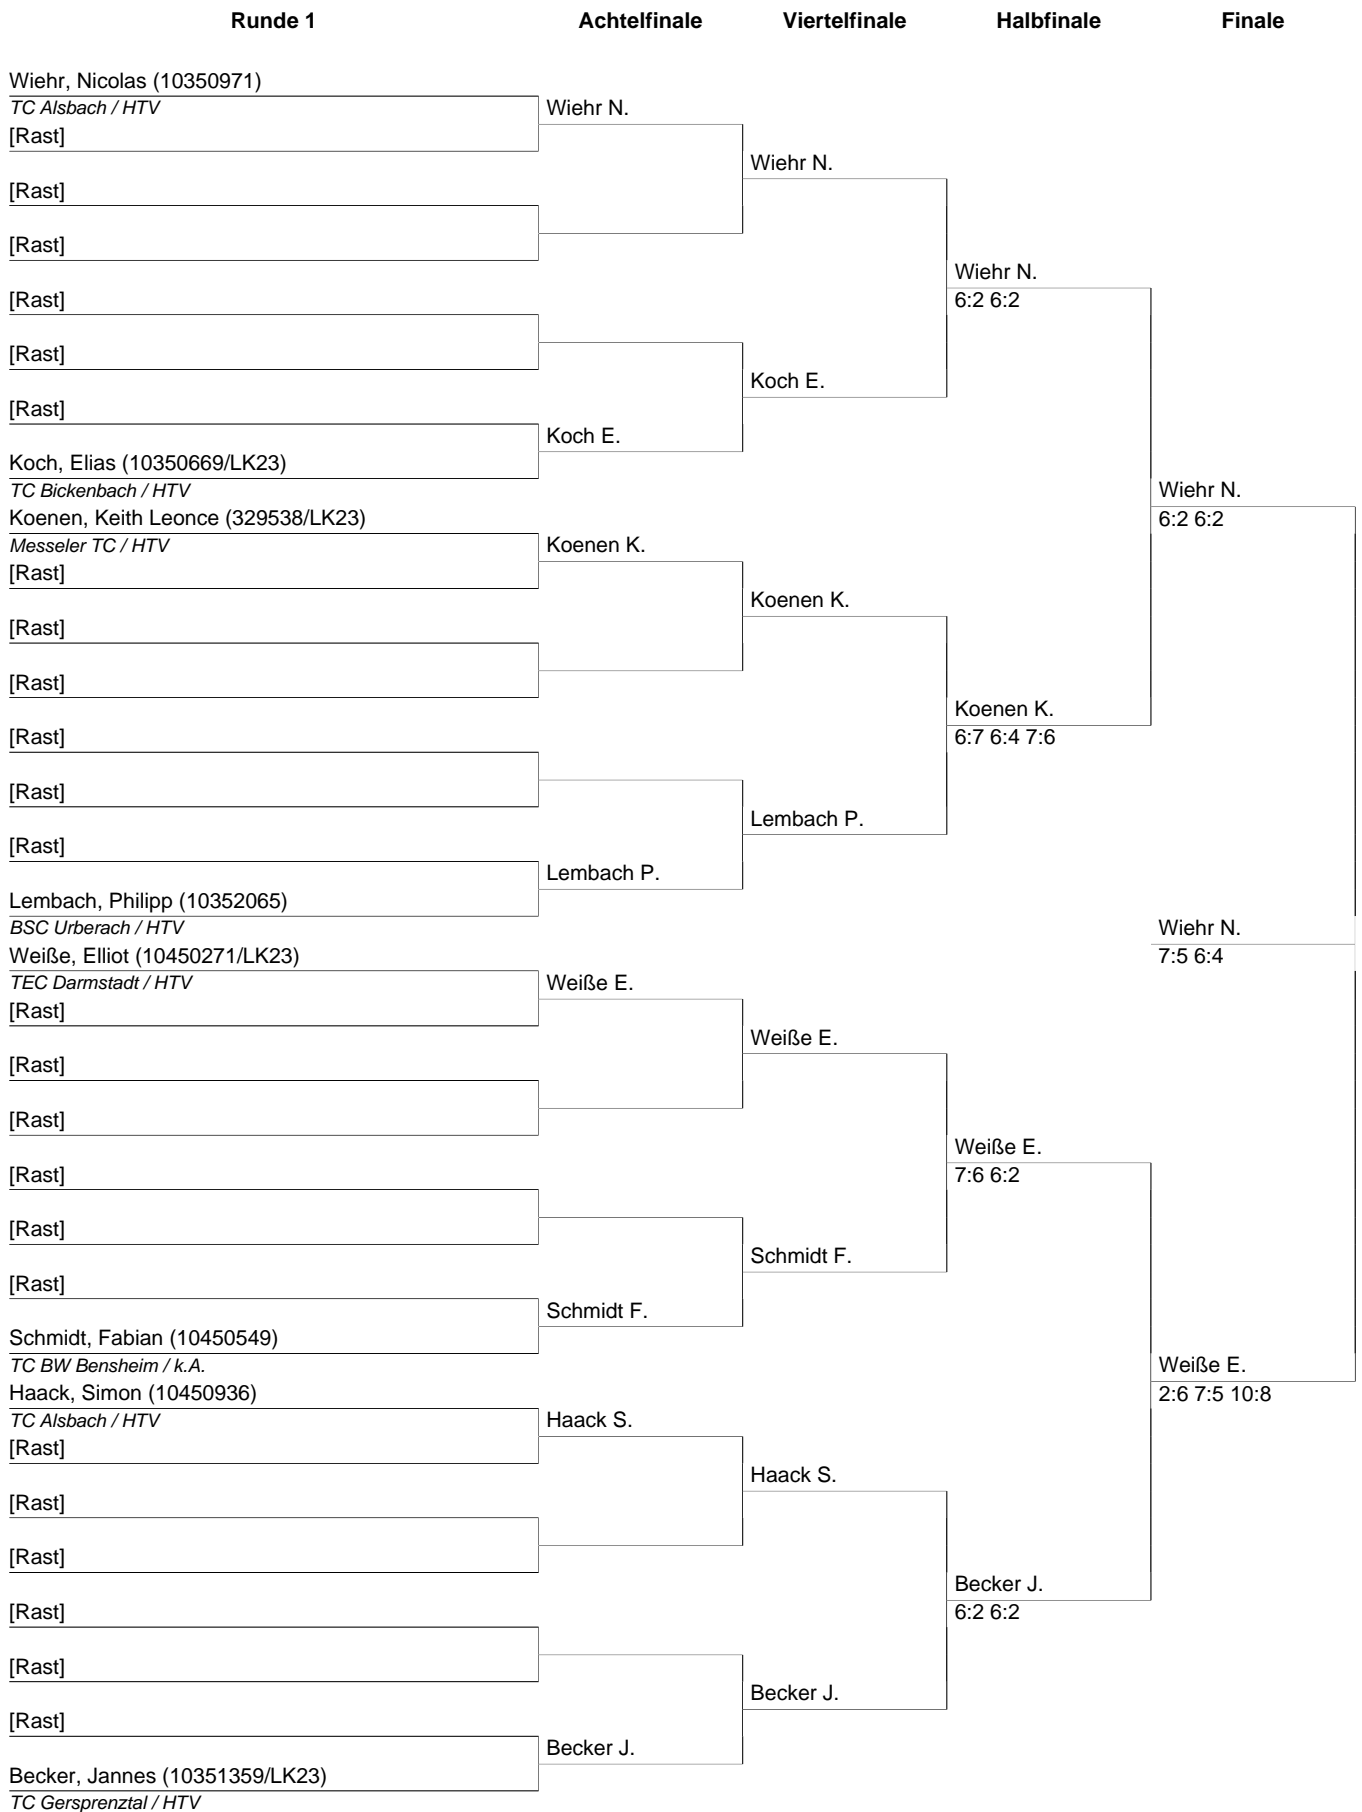 Runde 1 Achtelfinale Viertelfinale Halbfinale Finale
Wiehr, Nicolas (10350971)
TC Alsbach / HTV Wiehr N.
[Rast]
Wiehr N.
[Rast]
[Rast]
Wiehr N.
[Rast] 6:2 6:2
[Rast]
Koch E.
[Rast]
Koch E.
Koch, Elias (10350669/LK23)
TC Bickenbach / HTV Wiehr N.
Koenen, Keith Leonce (329538/LK23) 6:2 6:2
Messeler TC / HTV Koenen K.
[Rast]
Koenen K.
[Rast]
[Rast]
Koenen K.
[Rast] 6:7 6:4 7:6
[Rast]
Lembach P.
[Rast]
Lembach P.
Lembach, Philipp (10352065)
BSC Urberach / HTV Wiehr N.
Weiße, Elliot (10450271/LK23) 7:5 6:4
TEC Darmstadt / HTV Weiße E.
[Rast]
Weiße E.
[Rast]
[Rast]
Weiße E.
[Rast] 7:6 6:2
[Rast]
Schmidt F.
[Rast]
Schmidt F.
Schmidt, Fabian (10450549)
TC BW Bensheim / k.A. Weiße E.
Haack, Simon (10450936) 2:6 7:5 10:8
TC Alsbach / HTV Haack S.
[Rast]
Haack S.
[Rast]
[Rast]
Becker J.
[Rast] 6:2 6:2
[Rast]
Becker J.
[Rast]
Becker J.
Becker, Jannes (10351359/LK23)
TC Gersprenztal / HTV